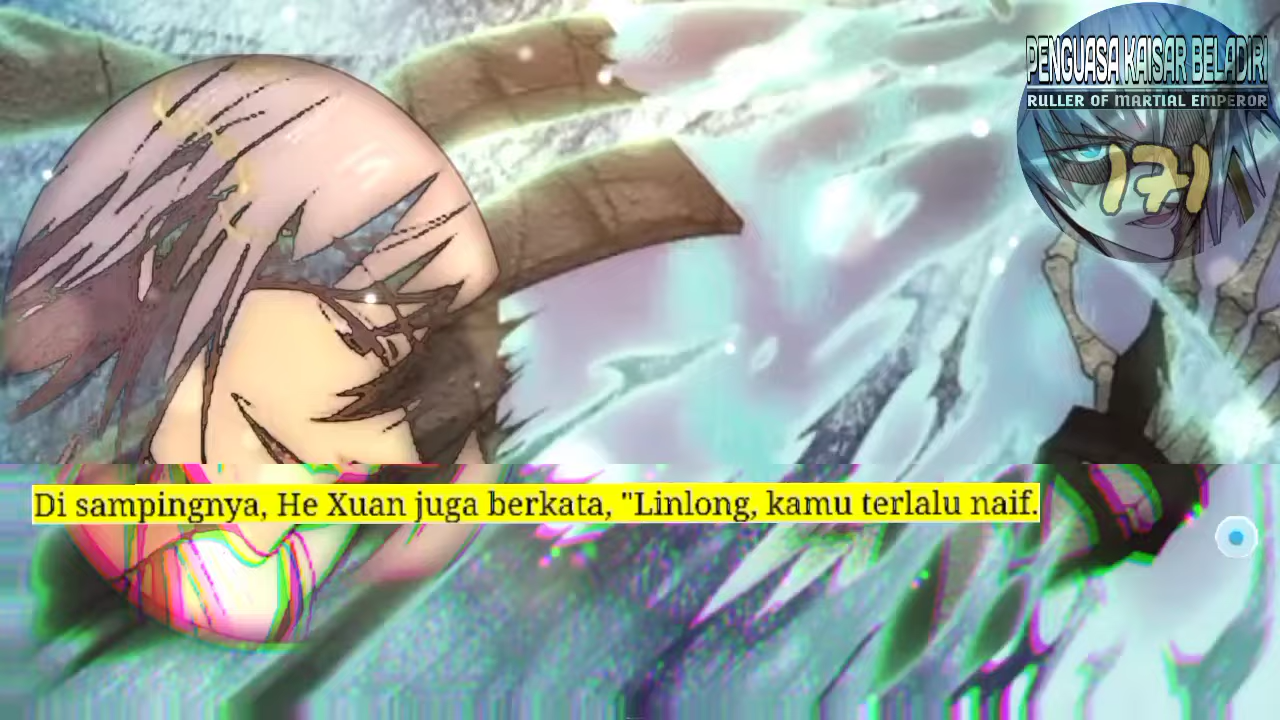 PENGUASA KAISAR BELADIRI
RULLER OF MARTIAL EMPEROR
171
Di sampingnya, He Xuan juga berkata, "Linlong, kamu terlalu naif.